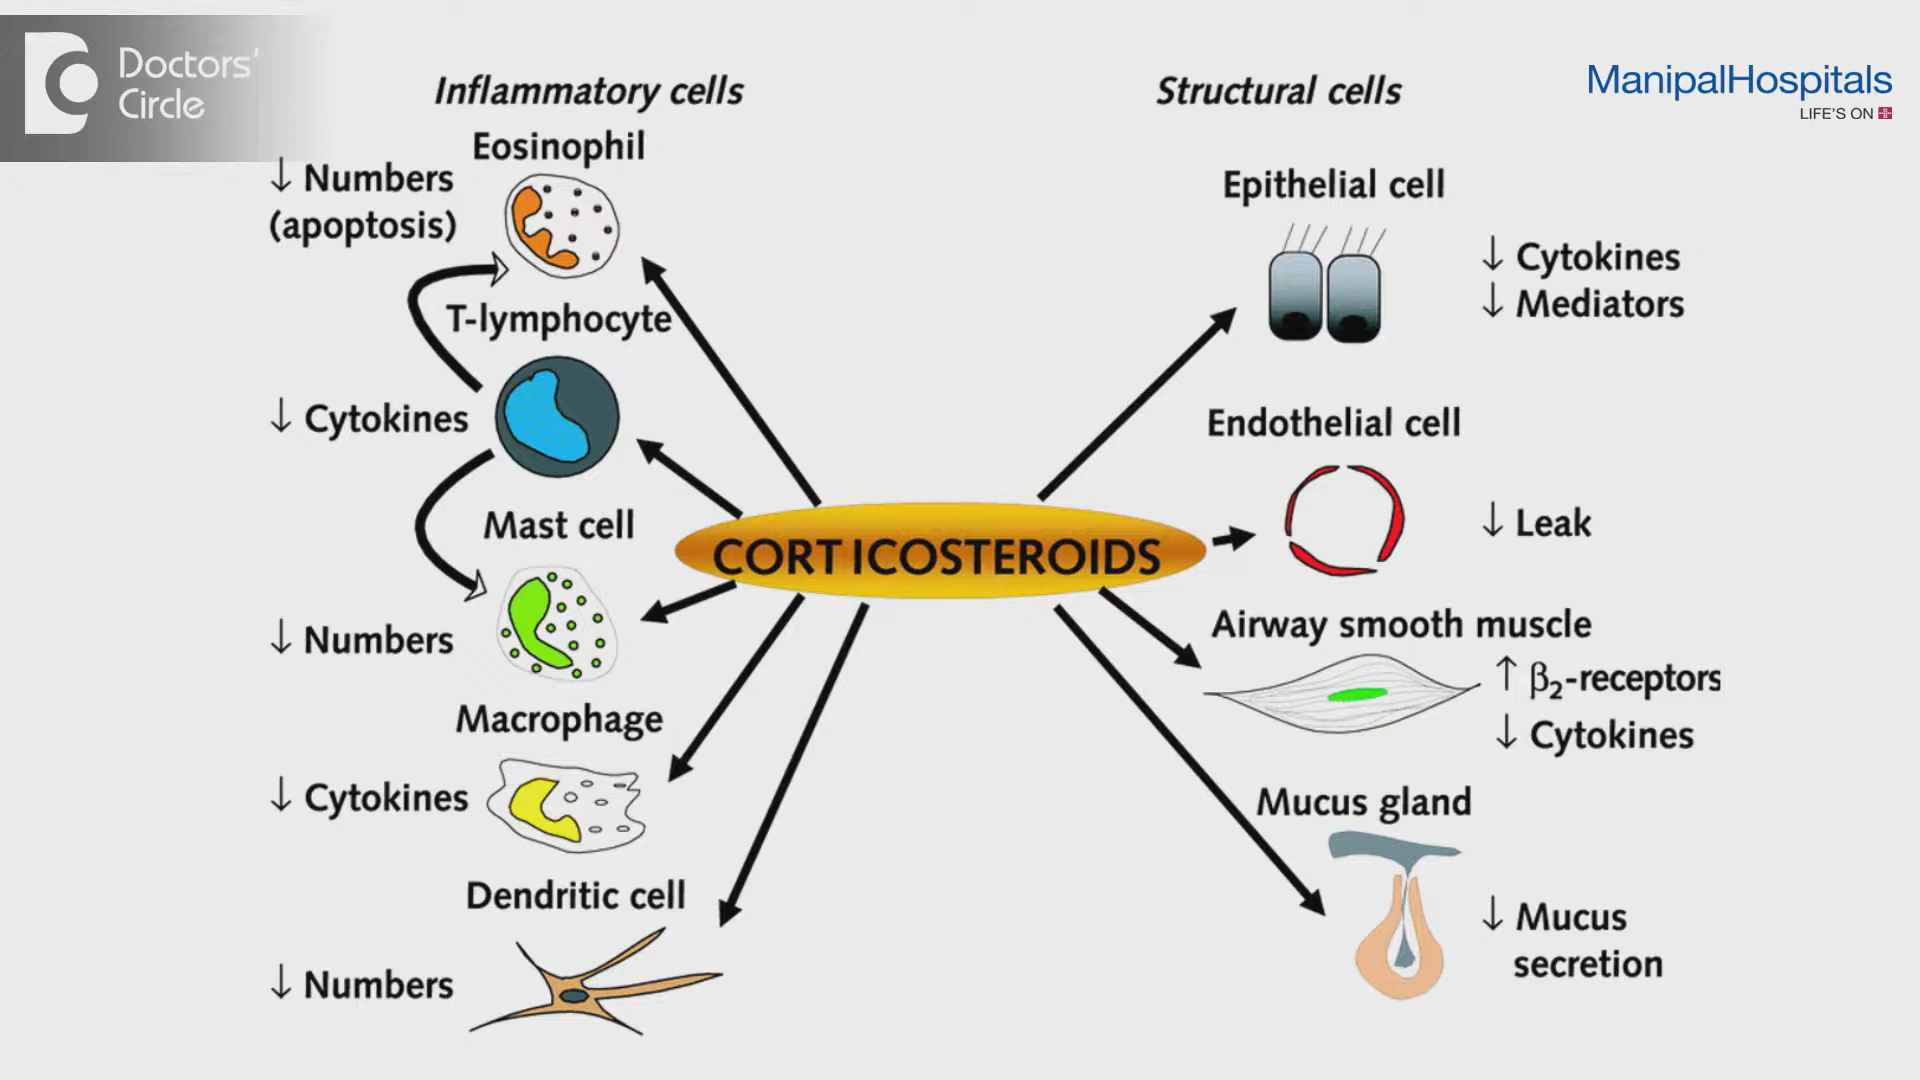 Doctors'
Circle
ManipalHospitals
LIFE'S ON
Inflammatory cells
Eosinophil
↓ Numbers
(apoptosis)
T-lymphocyte
↓ Cytokines
Mast cell
↓ Numbers
Macrophage
↓ Cytokines
Dendritic cell
↓ Numbers
CORTICOSTEROIDS
Structural cells
Epithelial cell
↓ Cytokines
↓ Mediators
Endothelial cell
↓ Leak
Airway smooth muscle
↑ β₂-receptors
↓ Cytokines
Mucus gland
↓ Mucus
secretion